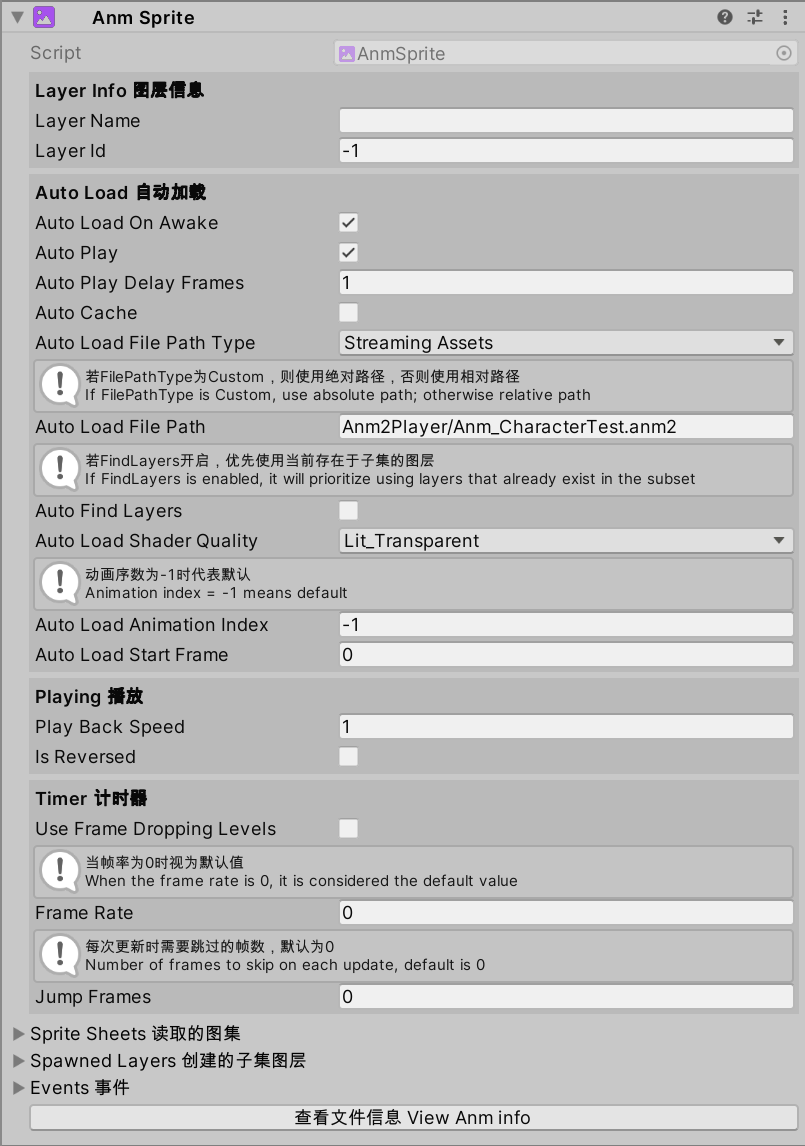 Anm Sprite
Script AnmSprite
Layer Info 图层信息
Layer Name
Layer Id -1
Auto Load 自动加载
Auto Load On Awake
Auto Play
Auto Play Delay Frames 1
Auto Cache
Auto Load File Path Type Streaming Assets
若FilePathType为Custom，则使用绝对路径，否则使用相对路径
If FilePathType is Custom, use absolute path; otherwise relative path
Auto Load File Path Anm2Player/Anm_CharacterTest.anm2
若FindLayers开启，优先使用当前存在于子集的图层
If FindLayers is enabled, it will prioritize using layers that already exist in the subset
Auto Find Layers
Auto Load Shader Quality Lit_Transparent
动画序数为-1时代表默认
Animation index = -1 means default
Auto Load Animation Index -1
Auto Load Start Frame 0
Playing 播放
Play Back Speed 1
Is Reversed
Timer 计时器
Use Frame Dropping Levels
当帧率为0时视为默认值
When the frame rate is 0, it is considered the default value
Frame Rate 0
每次更新时需要跳过的帧数，默认为0
Number of frames to skip on each update, default is 0
Jump Frames 0
Sprite Sheets 读取的图集
Spawned Layers 创建的子集图层
Events 事件
查看文件信息 View Anm info